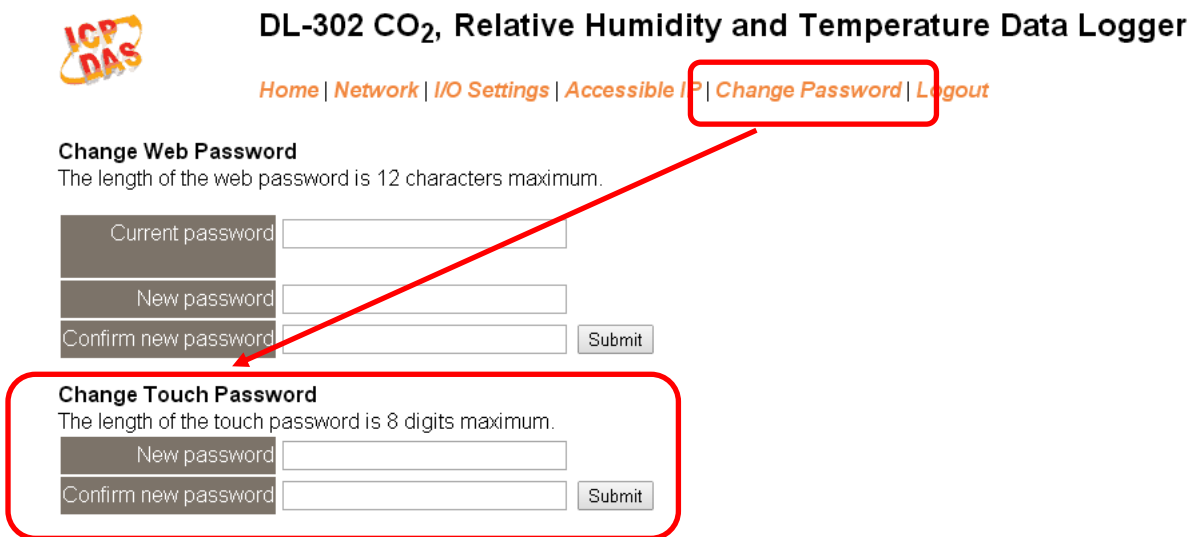 ICP
DAS
DL-302 CO2, Relative Humidity and Temperature Data Logger
Home | Network | I/O Settings | Accessible IP | Change Password | Logout
Change Web Password
The length of the web password is 12 characters maximum.
Current password
New password
Confirm new password Submit
Change Touch Password
The length of the touch password is 8 digits maximum.
New password
Confirm new password Submit